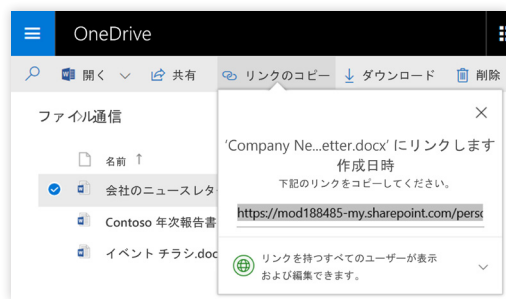 OneDrive
開く 共有 リンクのコピー ダウンロード 削除
ファイル>通信
名前 ↑
会社のニュースレタ
Contoso 年次報告書
イベント チラシ.doc
'Company Ne...etter.docx' にリンクします
作成日時
下記のリンクをコピーしてください。
https://mod188485-my.sharepoint.com/perso
リンクを持つすべてのユーザーが表示
および編集できます。